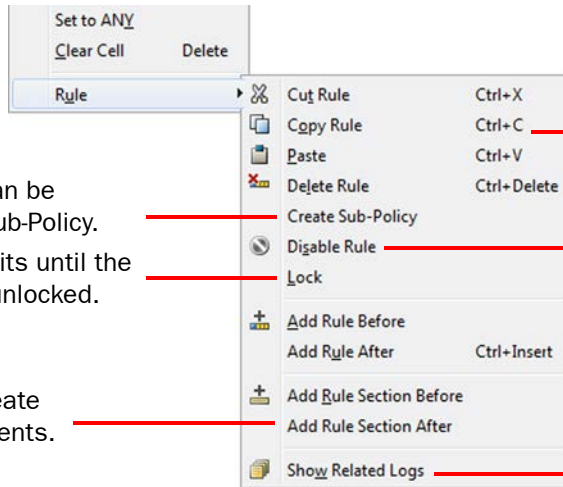 Set to ANY
Clear Cell Delete
Rule
Cut Rule Ctrl+X
Copy Rule Ctrl+C
Paste Ctrl+V
Delete Rule Ctrl+Delete
Create Sub-Policy
Disable Rule
Lock
Add Rule Before
Add Rule After Ctrl+Insert
Add Rule Section Before
Add Rule Section After
Show Related Logs
an be
ub-Policy.
its until the
unlocked.
eate
ents.